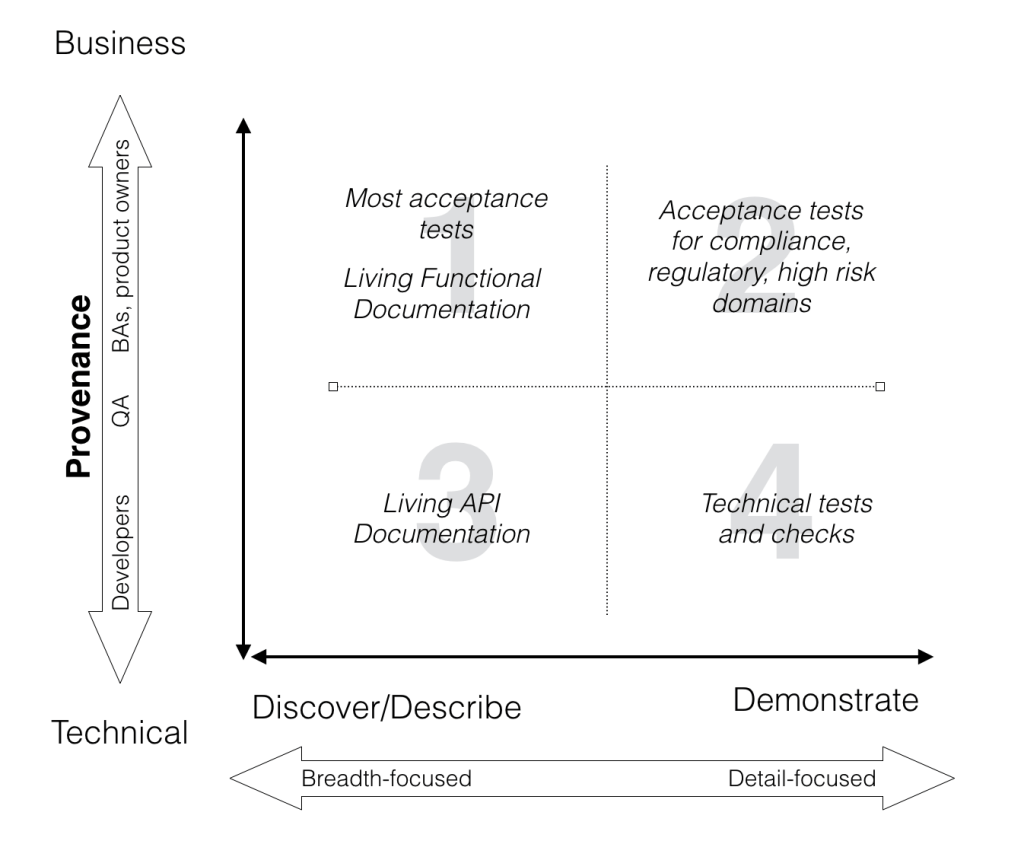 Business
Provenance
Developers QA BAs, product owners
1
Most acceptance
tests
Living Functional
Documentation
2
Acceptance tests
for compliance,
regulatory, high risk
domains
3
Living API
Documentation
4
Technical tests
and checks
Technical
Discover/Describe
Demonstrate
Breadth-focused
Detail-focused